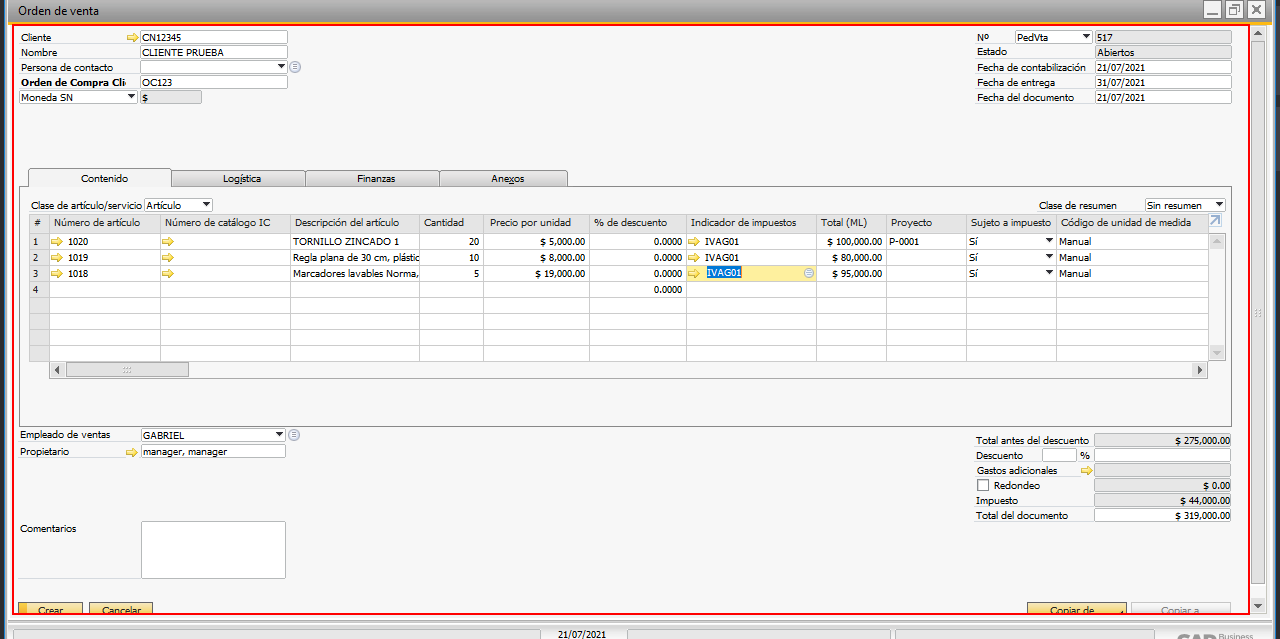 Orden de venta
Cliente CN12345
Nombre CLIENTE PRUEBA
Persona de contacto
Orden de Compra Cli OC123
Moneda SN $
Nº PedVta 517
Estado Abiertos
Fecha de contabilización 21/07/2021
Fecha de entrega 31/07/2021
Fecha del documento 21/07/2021
Contenido Logística Finanzas Anexos
Clase de artículo/servicio Artículo Clase de resumen Sin resumen
# Número de artículo Número de catálogo IC Descripción del artículo Cantidad Precio por unidad % de descuento Indicador de impuestos Total (ML) Proyecto Sujeto a impuesto Código de unidad de medida
1 1020 TORNILLO ZINCADO 1 20 $ 5,000.00 0.0000 IVAG01 $ 100,000.00 P-0001 Sí Manual
2 1019 Regla plana de 30 cm, plástic 10 $ 8,000.00 0.0000 IVAG01 $ 80,000.00 Sí Manual
3 1018 Marcadores lavables Norma, 5 $ 19,000.00 0.0000 IVAG01 $ 95,000.00 Sí Manual
4 0.0000
Empleado de ventas GABRIEL
Propietario manager, manager
Total antes del descuento $ 275,000.00
Descuento %
Gastos adicionales
Redondeo $ 0.00
Impuesto $ 44,000.00
Total del documento $ 319,000.00
Comentarios
Crear Cancelar Copiar de Copiar a
21/07/2021 Business